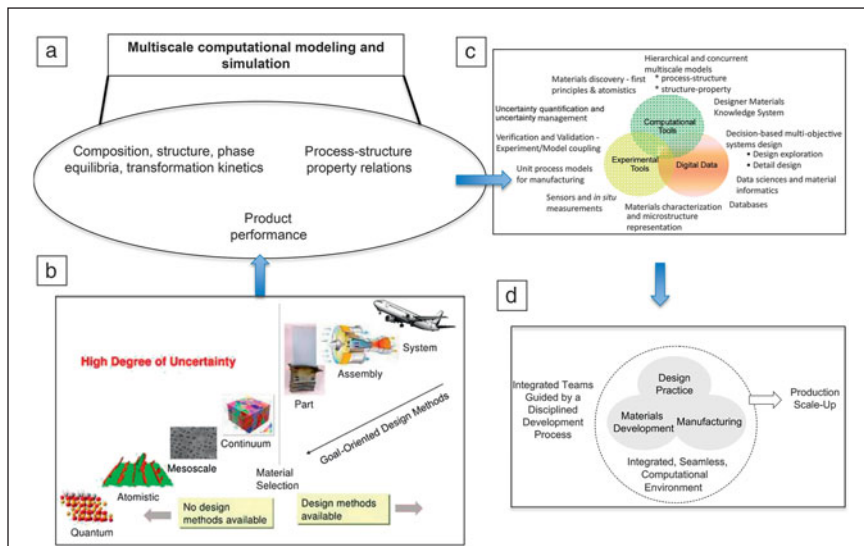 a
Multiscale computational modeling and
simulation
Composition, structure, phase
equilibria, transformation kinetics
Process-structure
property relations
Product
performance
b
High Degree of Uncertainty
System
Assembly
Part
Continuum
Mesoscale
Atomistic
Quantum
Goal-Oriented Design Methods
Material
Selection
No design
methods available
Design methods
available
c
Hierarchical and concurrent
multiscale models
* process-structure
* structure-property
Materials discovery - first
principles & atomistics
Uncertainty quantification and
uncertainty management
Verification and Validation -
Experiment/Model coupling
Unit process models
for manufacturing
Sensors and in situ
measurements
Materials characterization
and microstructure
representation
Computational
Tools
Experimental
Tools
Digital Data
Designer Materials
Knowledge System
Decision-based multi-objective
systems design
• Design exploration
• Detail design
Data sciences and material
informatics
Databases
d
Integrated Teams
Guided by a
Disciplined
Development
Process
Design
Practice
Materials
Development
Manufacturing
Integrated, Seamless,
Computational
Environment
Production
Scale-Up